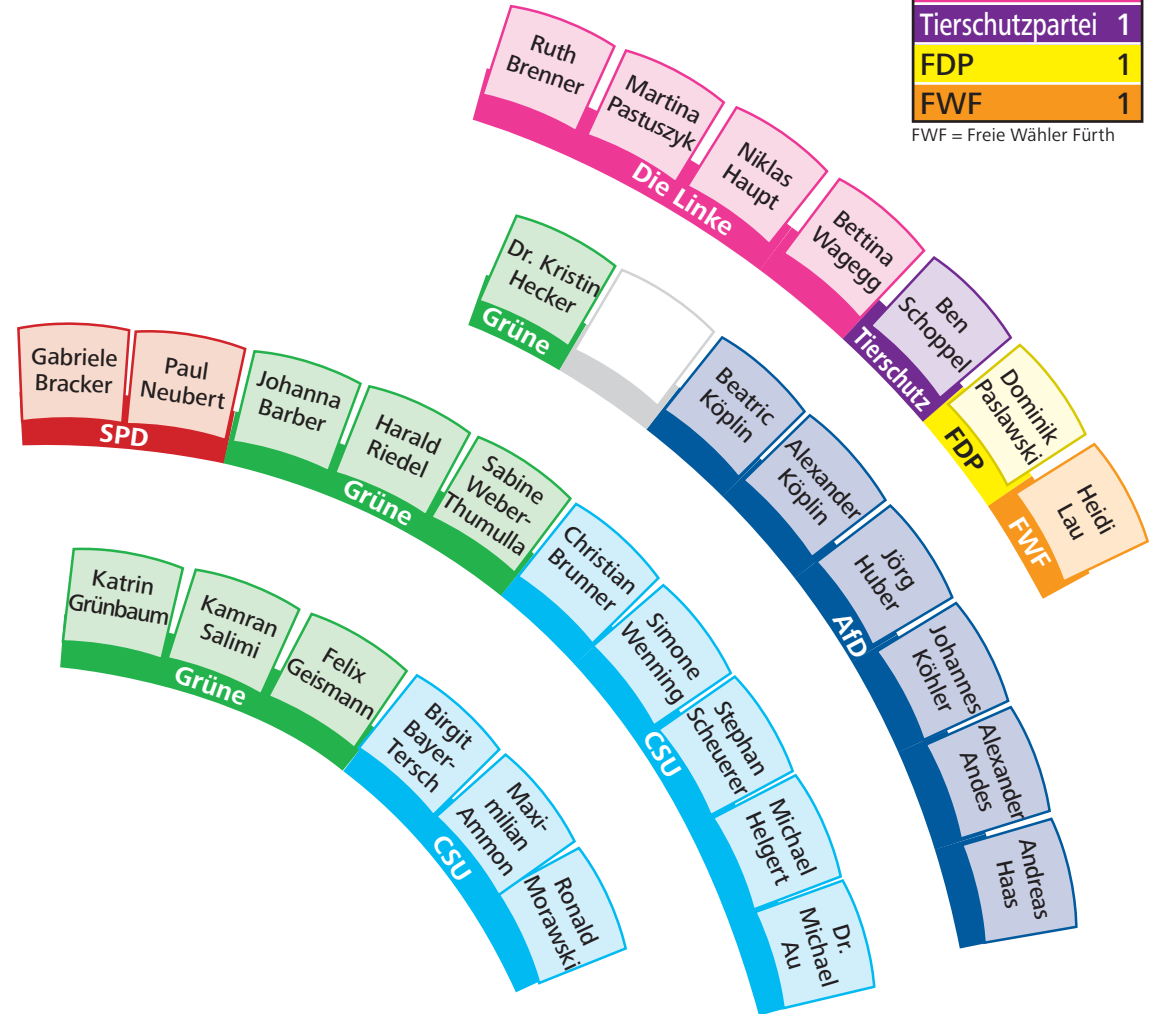 Tierschutzpartei 1
FDP 1
FWF 1
FWF = Freie Wähler Fürth
Ruth
Brenner
Martina
Pastuszyk
Niklas
Haupt
Bettina
Wagegg
Die Linke
Ben
Schoppel
Tierschutz
Dominik
Paslawski
FDP
Heidi
Lau
FWF
Dr. Kristin
Hecker
Grüne
Beatric
Köplin
Alexander
Köplin
Jörg
Huber
Johannes
Köhler
Alexander
Andes
Andreas
Haas
AfD
Gabriele
Bracker
Paul
Neubert
SPD
Johanna
Barber
Harald
Riedel
Sabine
Weber-
Thumulla
Grüne
Christian
Brunner
Simone
Wenning
Stephan
Scheuerer
Michael
Helgert
Dr.
Michael
Au
CSU
Katrin
Grünbaum
Kamran
Salimi
Felix
Geismann
Grüne
Birgit
Bayer-
Tersch
Maxi-
milian
Ammon
Ronald
Morawski
CSU